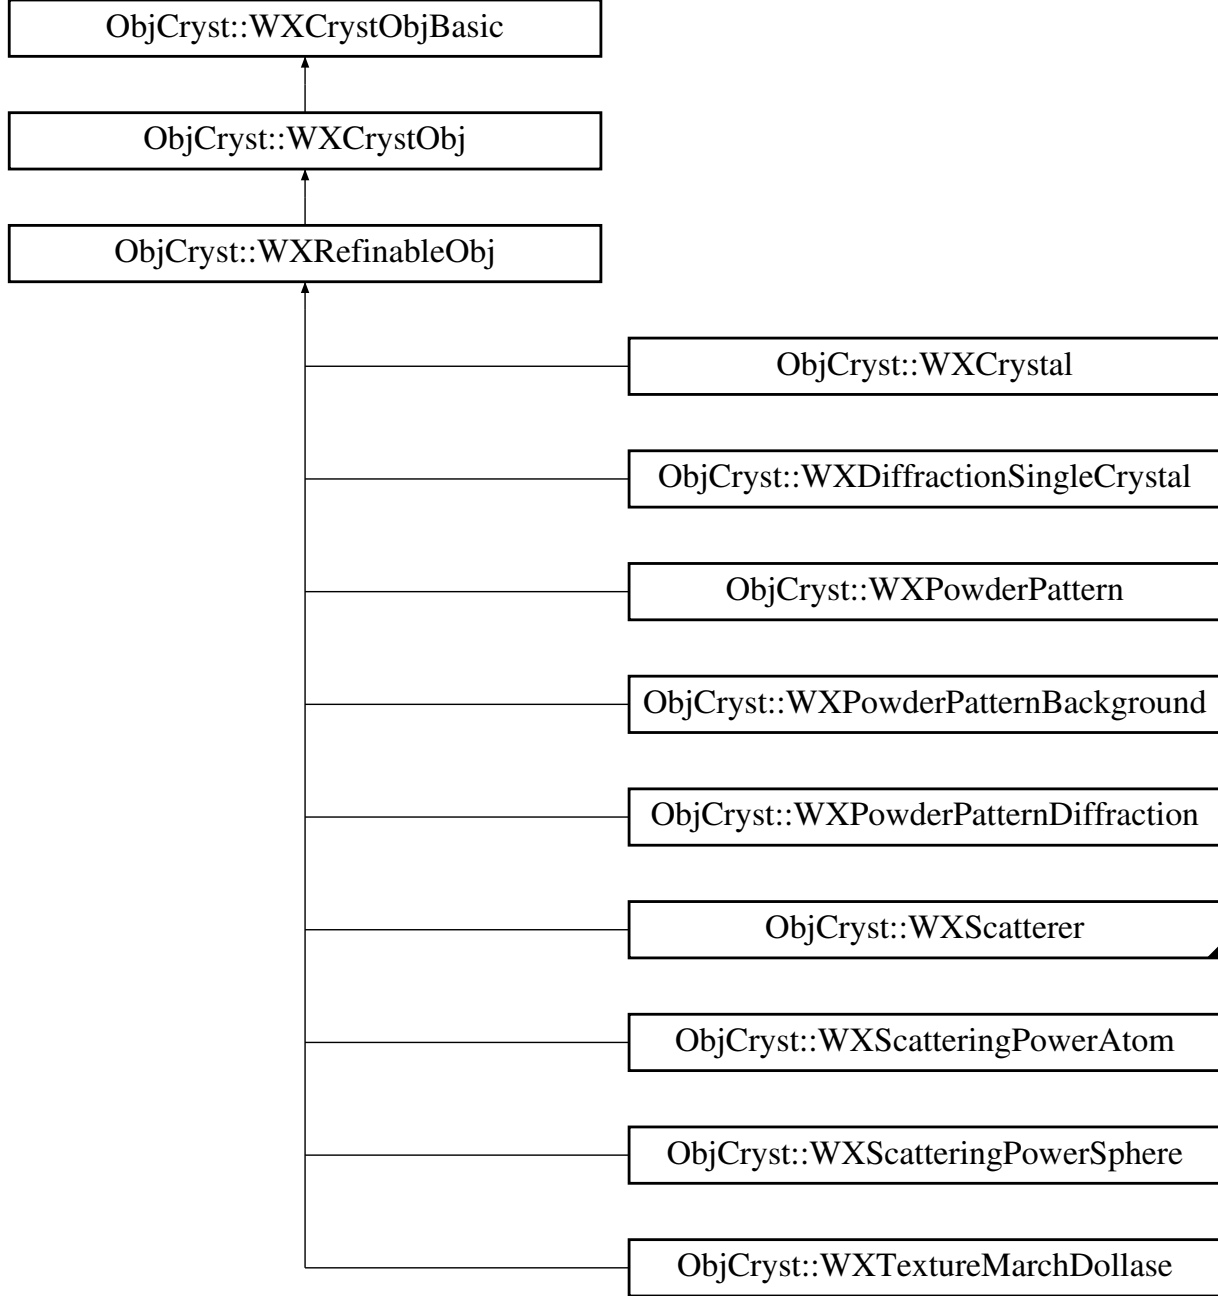 ObjCryst::WXCrystObjBasic
ObjCryst::WXCrystObj
ObjCryst::WXRefinableObj
ObjCryst::WXCrystal
ObjCryst::WXDiffractionSingleCrystal
ObjCryst::WXPowderPattern
ObjCryst::WXPowderPatternBackground
ObjCryst::WXPowderPatternDiffraction
ObjCryst::WXScatterer
ObjCryst::WXScatteringPowerAtom
ObjCryst::WXScatteringPowerSphere
ObjCryst::WXTextureMarchDollase